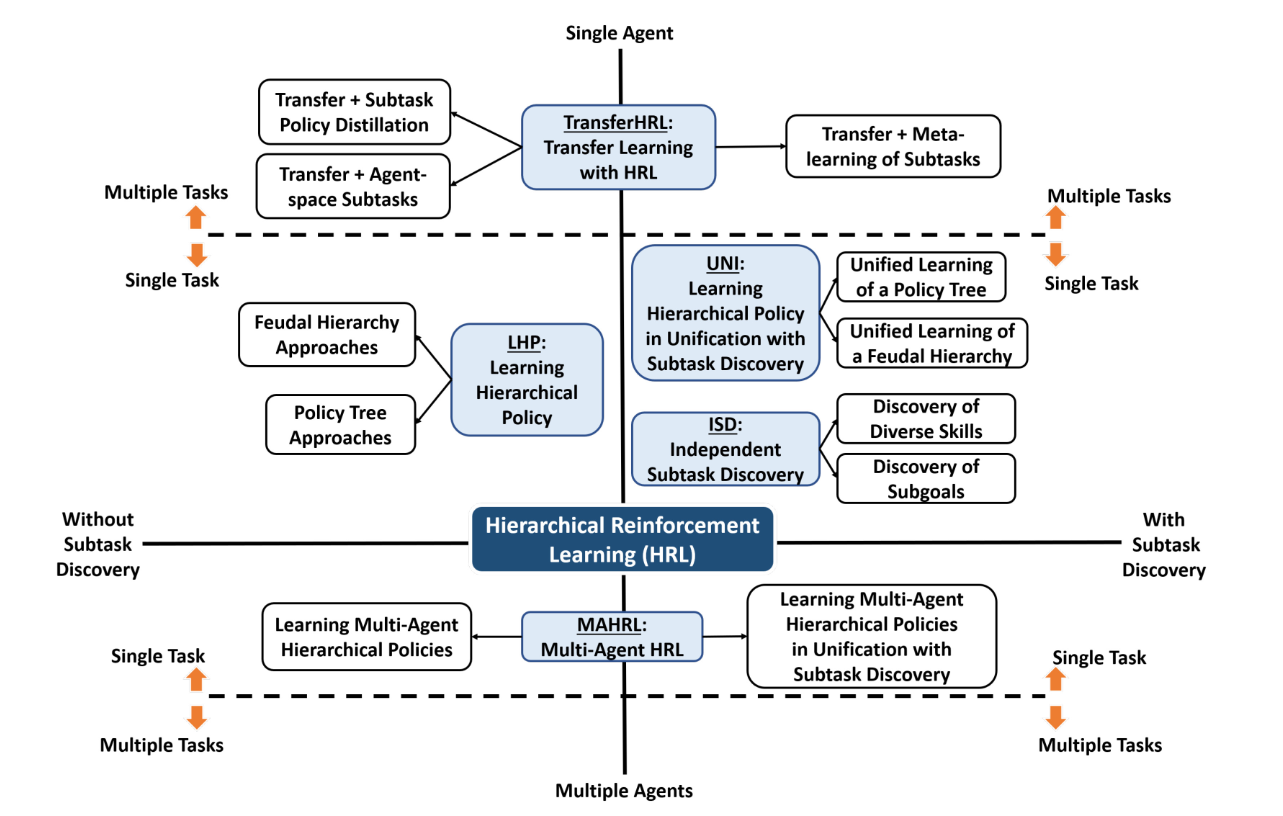 Single Agent
Transfer + Subtask
Policy Distillation
TransferHRL:
Transfer Learning
with HRL
Transfer + Meta-
learning of Subtasks
Transfer + Agent-
space Subtasks
Multiple Tasks
Multiple Tasks
Single Task
Single Task
UNI:
Learning
Hierarchical Policy
in Unification with
Subtask Discovery
Unified Learning
of a Policy Tree
Unified Learning of
a Feudal Hierarchy
Feudal Hierarchy
Approaches
LHP:
Learning
Hierarchical
Policy
Policy Tree
Approaches
ISD:
Independent
Subtask Discovery
Discovery of
Diverse Skills
Discovery of
Subgoals
Without
Subtask
Discovery
Hierarchical Reinforcement
Learning (HRL)
With
Subtask
Discovery
Learning Multi-Agent
Hierarchical Policies
MAHRL:
Multi-Agent HRL
Learning Multi-Agent
Hierarchical Policies
in Unification with
Subtask Discovery
Single Task
Single Task
Multiple Tasks
Multiple Tasks
Multiple Agents